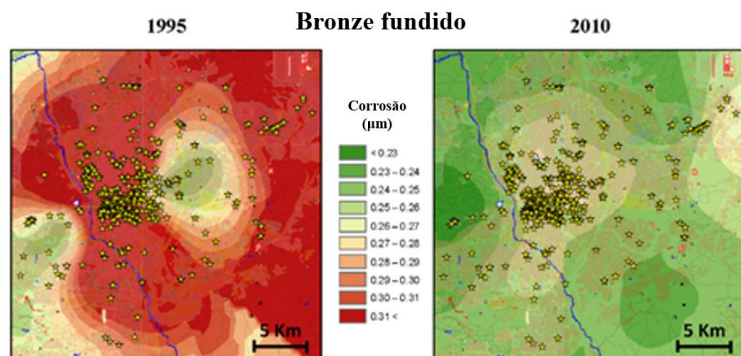 Bronze fundido
1995
2010
Corrosão
(µm)
< 0.23
0.23 – 0.24
0.24 – 0.25
0.25 – 0.26
0.26 – 0.27
0.27 – 0.28
0.28 – 0.29
0.29 – 0.30
0.30 – 0.31
0.31 <
5 Km
5 Km